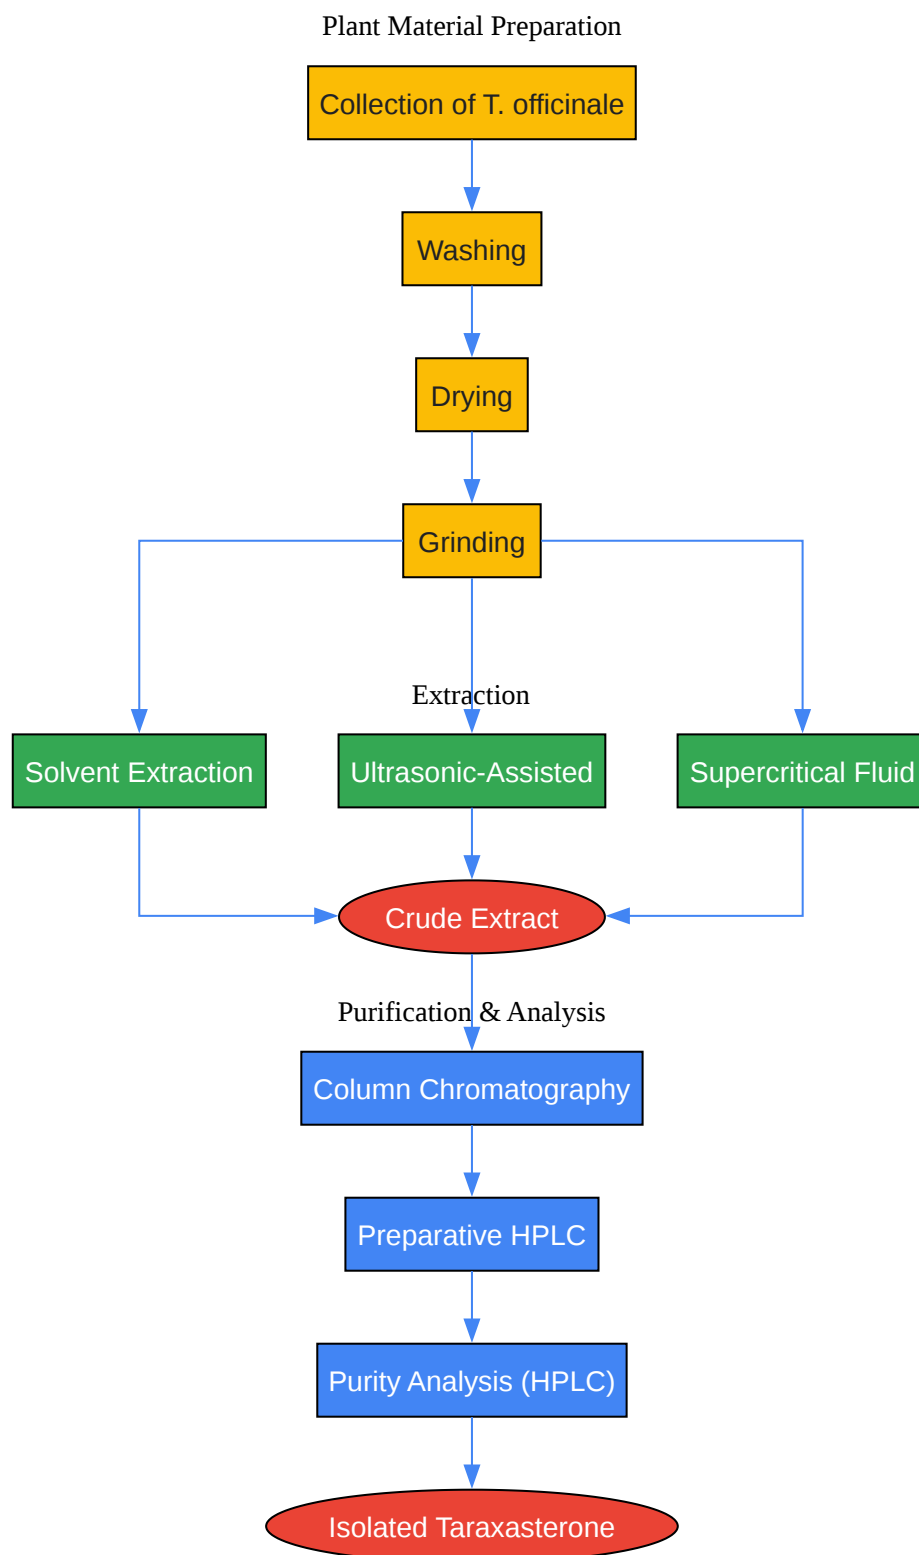 Plant Material Preparation
Collection of T. officinale
Washing
Drying
Grinding
Extraction
Solvent Extraction
Ultrasonic-Assisted
Supercritical Fluid
Crude Extract
Purification & Analysis
Column Chromatography
Preparative HPLC
Purity Analysis (HPLC)
Isolated Taraxasterone